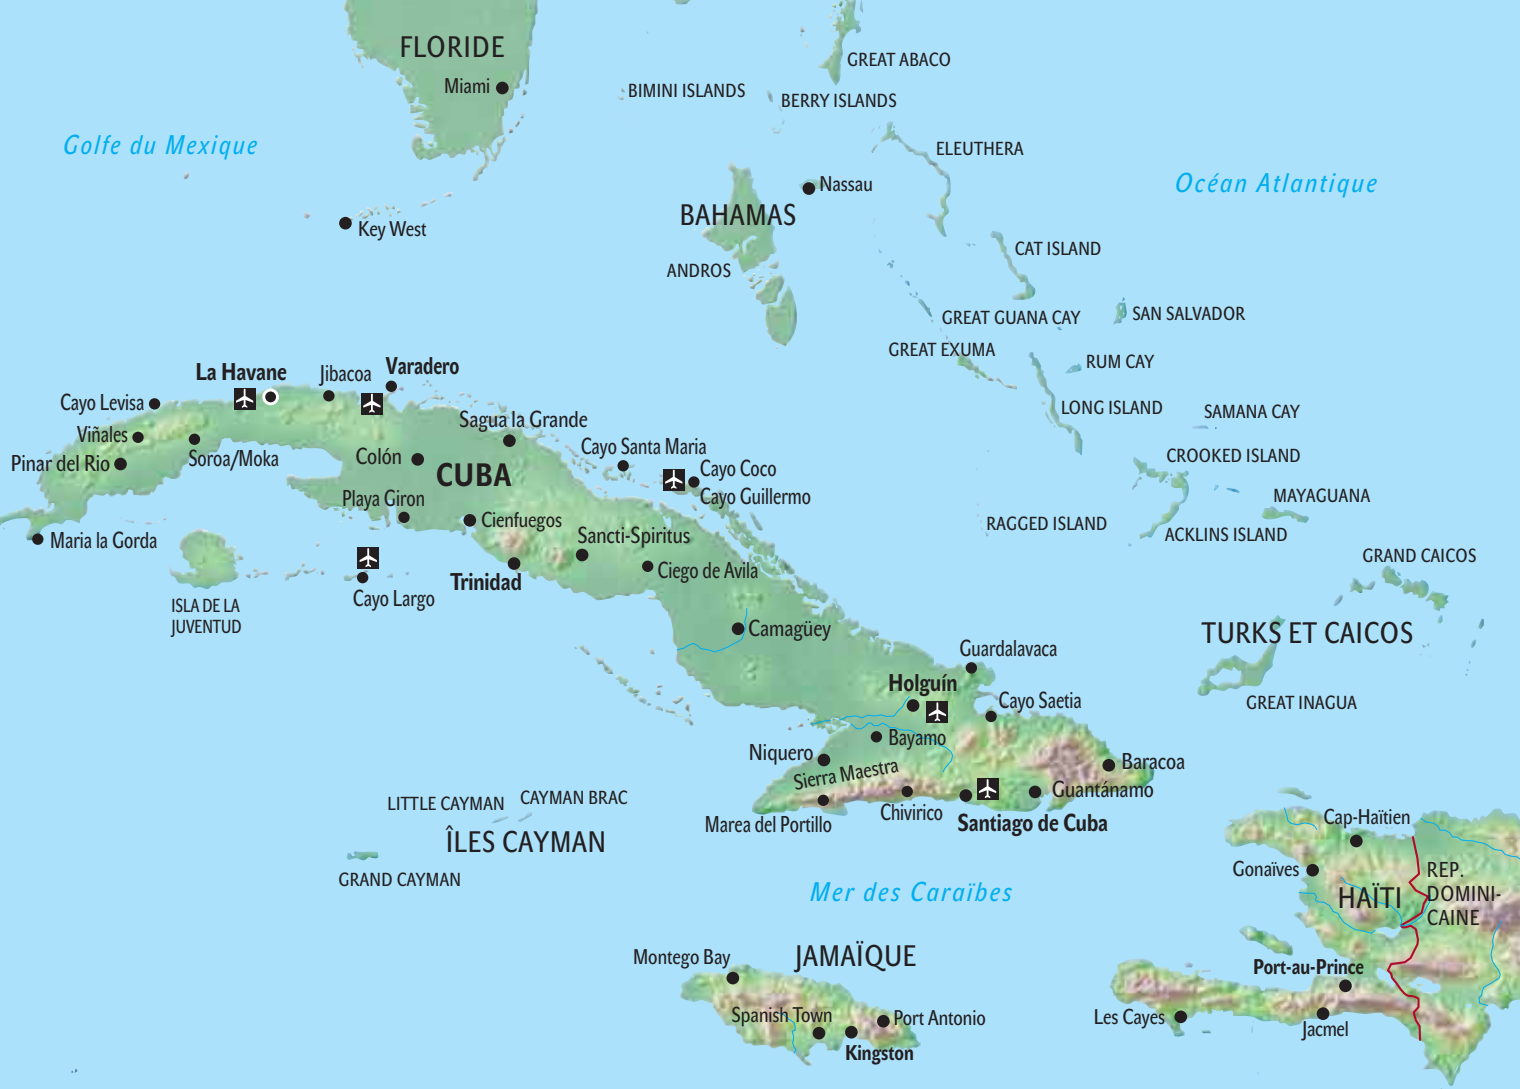 FLORIDE
Miami
GREAT ABACO
BIMINI ISLANDS
BERRY ISLANDS
Golfe du Mexique
ELEUTHERA
Océan Atlantique
Nassau
BAHAMAS
Key West
CAT ISLAND
ANDROS
GREAT GUANA CAY
SAN SALVADOR
GREAT EXUMA
RUM CAY
La Havane
Jibacoa
Varadero
Cayo Levisa
LONG ISLAND
SAMANA CAY
Sagua la Grande
Viñales
Cayo Santa Maria
Pinar del Rio
Soroa/Moka
Colón
CUBA
CROOKED ISLAND
Cayo Coco
Cayo Guillermo
Playa Giron
MAYAGUANA
Cienfuegos
RAGGED ISLAND
ACKLINS ISLAND
Maria la Gorda
Sancti-Spiritus
GRAND CAICOS
Ciego de Avila
Trinidad
Cayo Largo
ISLA DE LA
JUVENTUD
Camagüey
TURKS ET CAICOS
Guardalavaca
Holguín
Cayo Saetia
GREAT INAGUA
Bayamo
Niquero
Baracoa
Sierra Maestra
Guantánamo
LITTLE CAYMAN
CAYMAN BRAC
Chivirico
Marea del Portillo
Santiago de Cuba
Cap-Haïtien
ÎLES CAYMAN
GRAND CAYMAN
Gonaïves
REP.
DOMINI-
CAINE
HAÏTI
Mer des Caraïbes
Montego Bay
JAMAÏQUE
Port-au-Prince
Spanish Town
Port Antonio
Les Cayes
Jacmel
Kingston